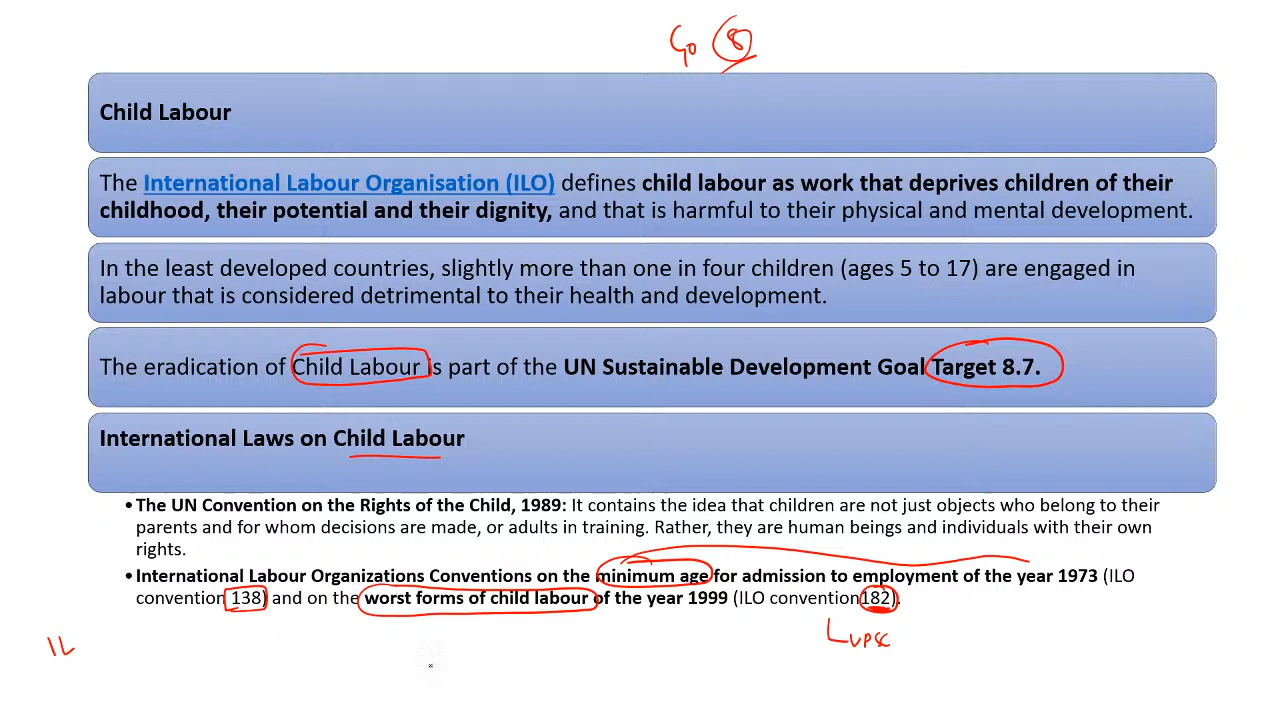 Go 8
Child Labour
The International Labour Organisation (ILO) defines child labour as work that deprives children of their
childhood, their potential and their dignity, and that is harmful to their physical and mental development.
In the least developed countries, slightly more than one in four children (ages 5 to 17) are engaged in
labour that is considered detrimental to their health and development.
The eradication of Child Labour is part of the UN Sustainable Development Goal Target 8.7.
International Laws on Child Labour
•The UN Convention on the Rights of the Child, 1989: It contains the idea that children are not just objects who belong to their
parents and for whom decisions are made, or adults in training. Rather, they are human beings and individuals with their own
rights.
•International Labour Organizations Conventions on the minimum age for admission to employment of the year 1973 (ILO
convention 138) and on the worst forms of child labour of the year 1999 (ILO convention 182).
UPSC
IL